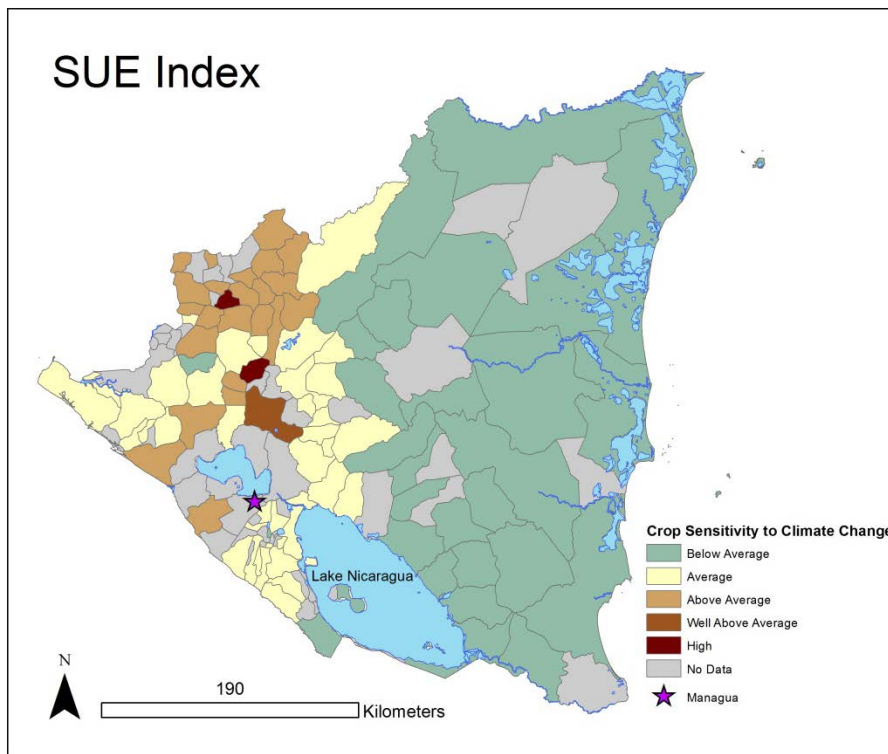 SUE Index
Lake Nicaragua
Crop Sensitivity to Climate Change
Below Average
Average
Above Average
Well Above Average
High
No Data
Managua
N
190
Kilometers